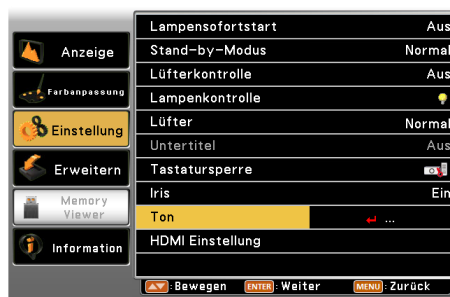 Anzeige
Farbanpassung
Einstellung
Erweitern
Memory
Viewer
Information
Lampensofortstart Aus
Stand-by-Modus Normal
Lüfterkontrolle Aus
Lampenkontrolle
Lüfter Normal
Untertitel Aus
Tastatursperre
Iris Ein
Ton ...
HDMI Einstellung
:Bewegen ENTER:Weiter MENU:Zurück